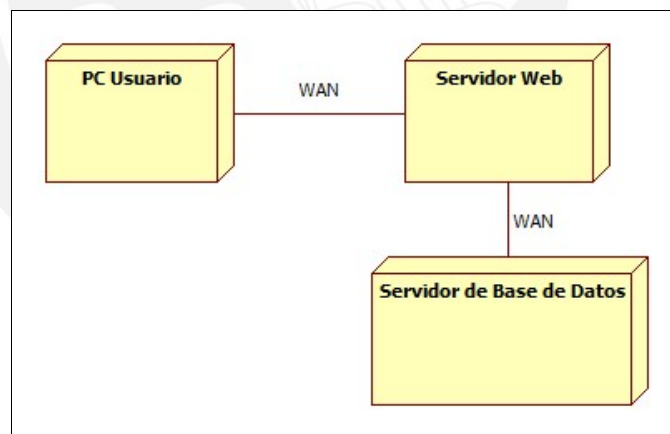 PC Usuario
WAN
Servidor Web
WAN
Servidor de Base de Datos